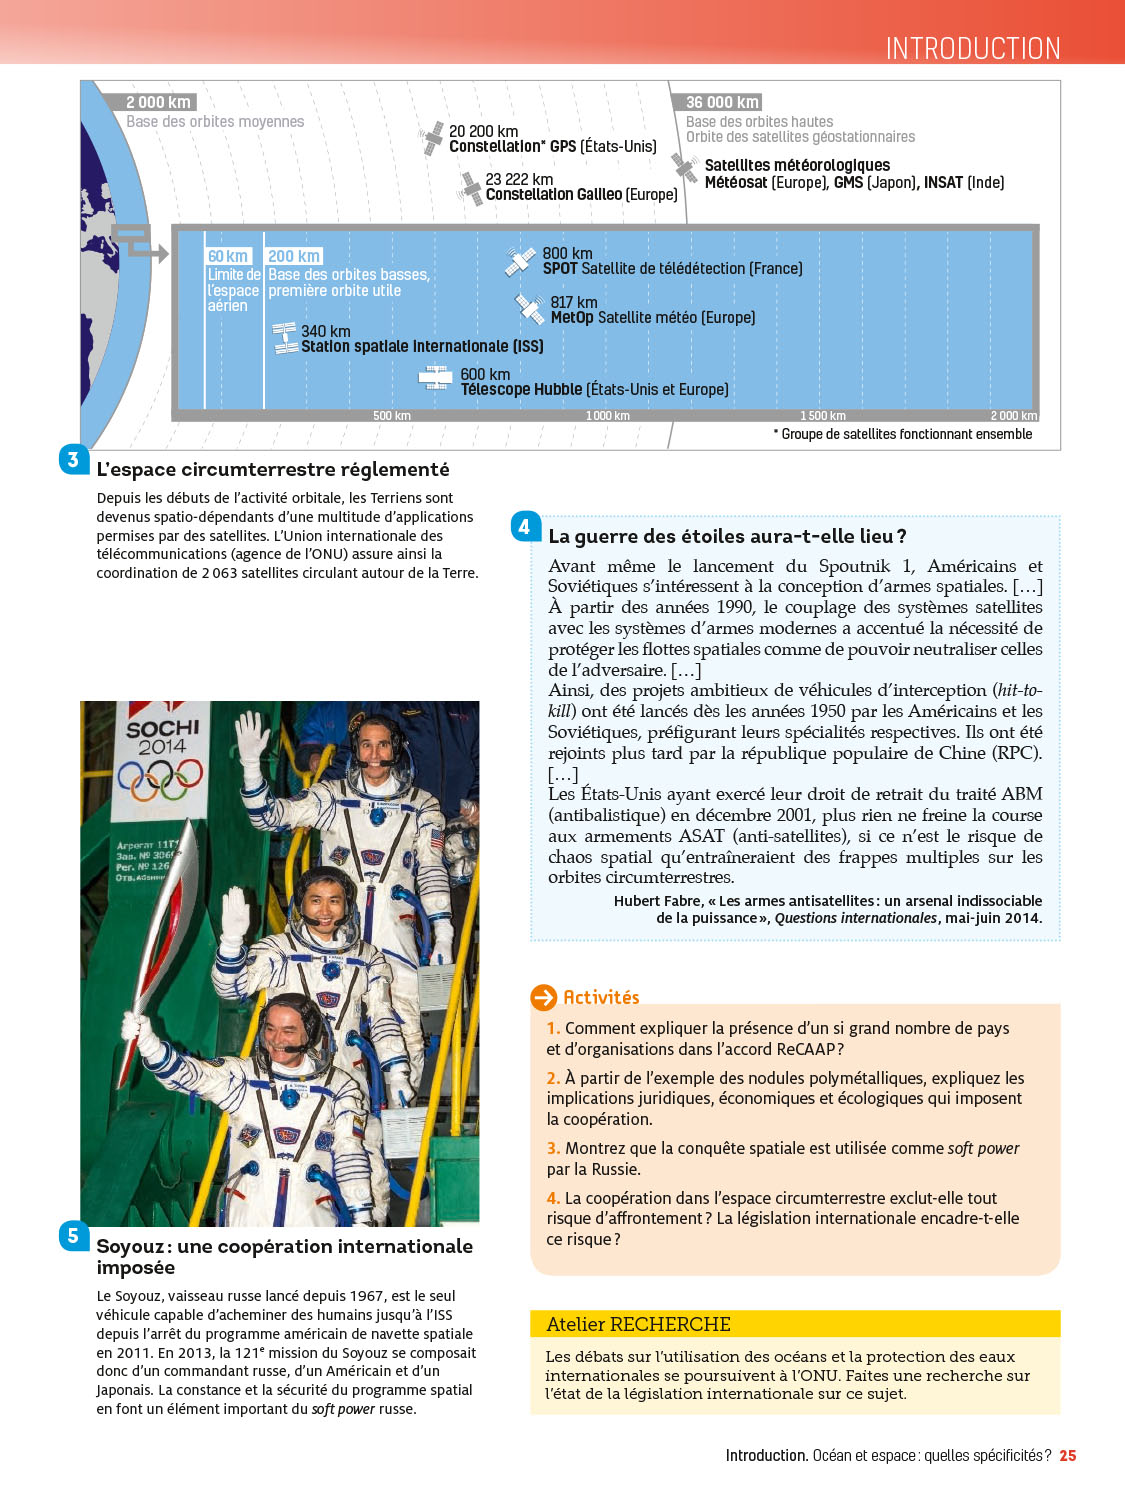 INTRODUCTION
2 000 km
Base des orbites moyennes
36 000 km
Base des orbites hautes
Orbite des satellites géostationnaires
20 200 km
Constellation* GPS (États-Unis)
23 222 km
Constellation Galileo (Europe)
Satellites météorologiques
Météosat (Europe), GMS (Japon), INSAT (Inde)
60 km
Limite de
l'espace
aérien
200 km
Base des orbites basses,
première orbite utile
800 km
SPOT Satellite de télédétection (France)
817 km
MetOp Satellite météo (Europe)
340 km
Station spatiale Internationale (ISS)
600 km
Télescope Hubble (États-Unis et Europe)
500 km
1 000 km
1 500 km
2 000 km
* Groupe de satellites fonctionnant ensemble
3
L'espace circumterrestre réglementé
Depuis les débuts de l'activité orbitale, les Terriens sont
devenus spatio-dépendants d'une multitude d'applications
permises par des satellites. L'Union internationale des
télécommunications (agence de l'ONU) assure ainsi la
coordination de 2 063 satellites circulant autour de la Terre.
SOCHI
2014
5
Soyouz : une coopération internationale
imposée
Le Soyouz, vaisseau russe lancé depuis 1967, est le seul
véhicule capable d'acheminer des humains jusqu'à l'ISS
depuis l'arrêt du programme américain de navette spatiale
en 2011. En 2013, la 121e mission du Soyouz se composait
donc d'un commandant russe, d'un Américain et d'un
Japonais. La constance et la sécurité du programme spatial
en font un élément important du soft power russe.
4
La guerre des étoiles aura-t-elle lieu ?
Avant même le lancement du Spoutnik 1, Américains et
Soviétiques s'intéressent à la conception d'armes spatiales. […]
À partir des années 1990, le couplage des systèmes satellites
avec les systèmes d'armes modernes a accentué la nécessité de
protéger les flottes spatiales comme de pouvoir neutraliser celles
de l'adversaire. […]
Ainsi, des projets ambitieux de véhicules d'interception (hit-to-
kill) ont été lancés dès les années 1950 par les Américains et les
Soviétiques, préfigurant leurs spécialités respectives. Ils ont été
rejoints plus tard par la république populaire de Chine (RPC).
[…]
Les États-Unis ayant exercé leur droit de retrait du traité ABM
(antibalistique) en décembre 2001, plus rien ne freine la course
aux armements ASAT (anti-satellites), si ce n'est le risque de
chaos spatial qu'entraîneraient des frappes multiples sur les
orbites circumterrestres.
Hubert Fabre, « Les armes antisatellites : un arsenal indissociable
de la puissance », Questions internationales, mai-juin 2014.
Activités
1. Comment expliquer la présence d'un si grand nombre de pays
et d'organisations dans l'accord ReCAAP ?
2. À partir de l'exemple des nodules polymétalliques, expliquez les
implications juridiques, économiques et écologiques qui imposent
la coopération.
3. Montrez que la conquête spatiale est utilisée comme soft power
par la Russie.
4. La coopération dans l'espace circumterrestre exclut-elle tout
risque d'affrontement ? La législation internationale encadre-t-elle
ce risque ?
Atelier RECHERCHE
Les débats sur l'utilisation des océans et la protection des eaux
internationales se poursuivent à l'ONU. Faites une recherche sur
l'état de la législation internationale sur ce sujet.
Introduction. Océan et espace : quelles spécificités ? 25